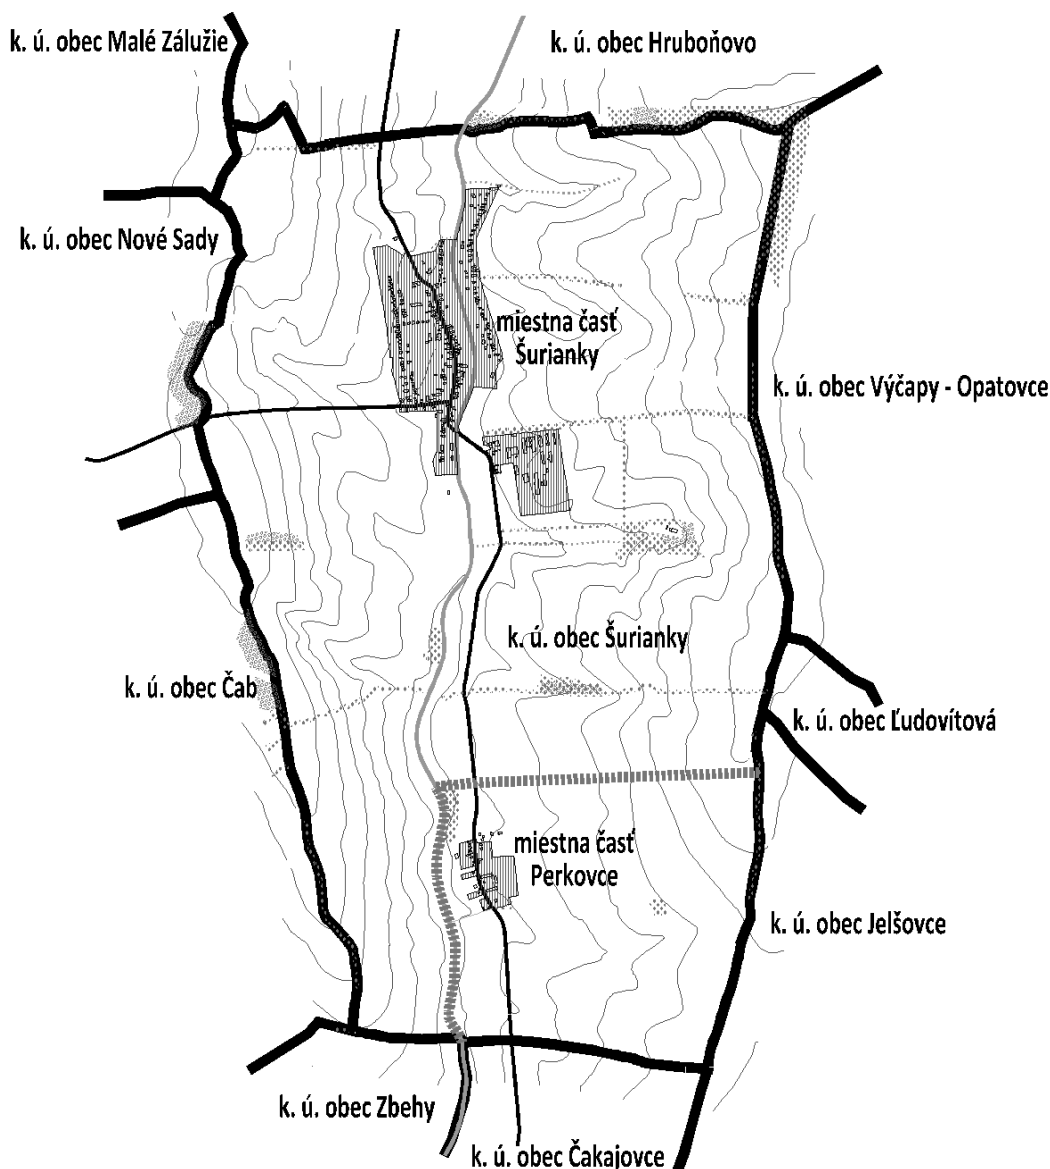 k. ú. obec Malé Zálužie
k. ú. obec Hruboňovo
k. ú. obec Nové Sady
miestna časť
Šurianky
k. ú. obec Výčapy - Opatovce
k. ú. obec Šurianky
k. ú. obec Čab
k. ú. obec Ľudovítová
miestna časť
Perkovce
k. ú. obec Jelšovce
k. ú. obec Zbehy
k. ú. obec Čakajovce